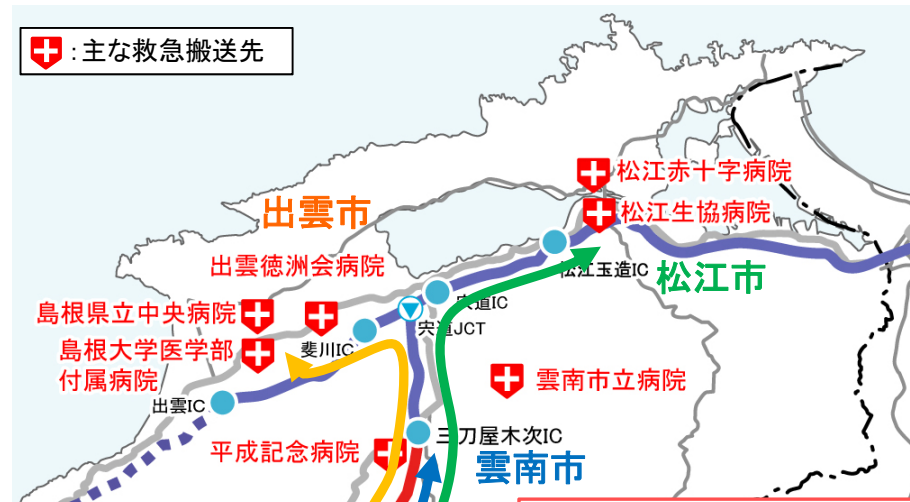 ：主な救急搬送先
松江赤十字病院
松江生協病院
出雲市
出雲徳洲会病院
松江玉造IC
松江市
宍道IC
島根県立中央病院
宍道JCT
島根大学医学部
付属病院
斐川IC
雲南市立病院
出雲IC
三刀屋木次IC
平成記念病院
雲南市